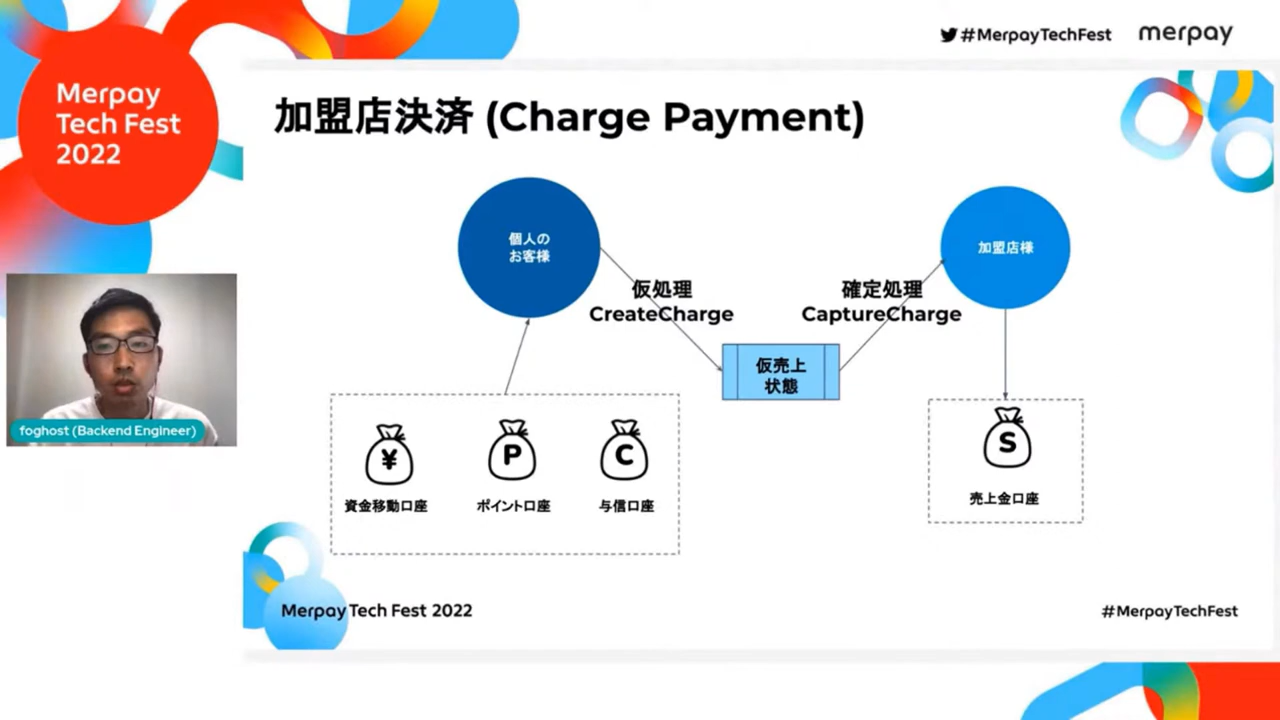 Merpay
Tech Fest
2022
#MerpayTechFest
merpay
加盟店決済 (Charge Payment)
個人の
お客様
加盟店様
仮処理
CreateCharge
確定処理
CaptureCharge
仮売上
状態
¥
P
C
S
資金移動口座
ポイント口座
与信口座
売上金口座
foghost (Backend Engineer)
Merpay Tech Fest 2022
#MerpayTechFest